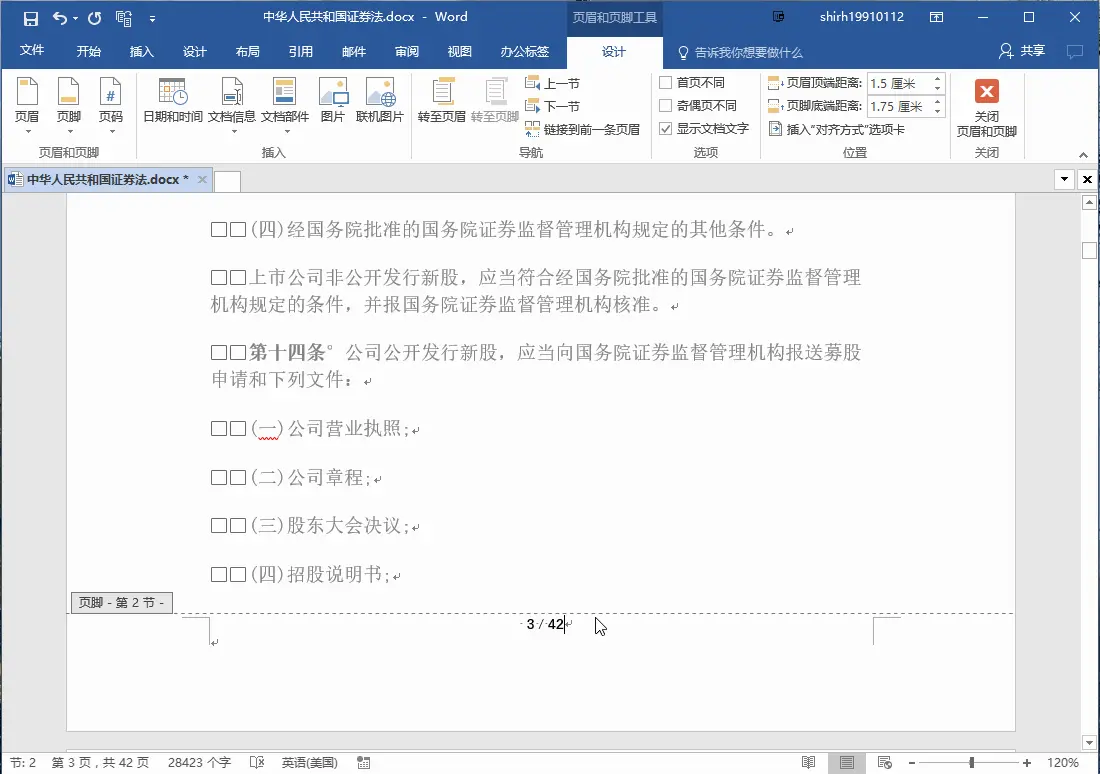 中华人民共和国证券法.docx - Word
页眉和页脚工具
shirh19910112
文件 开始 插入 设计 布局 引用 邮件 审阅 视图 办公标签 设计 告诉我你想要做什么 共享
页眉 页脚 页码 日期和时间 文档信息 文档部件 图片 联机图片 转至页眉 转至页脚
上一节
下一节
链接到前一条页眉
首页不同
奇偶页不同
显示文档文字
页眉顶端距离: 1.5 厘米
页脚底端距离: 1.75 厘米
插入"对齐方式"选项卡
关闭
页眉和页脚
页眉和页脚 插入 导航 选项 位置 关闭
中华人民共和国证券法.docx *
(四)经国务院批准的国务院证券监督管理机构规定的其他条件。
上市公司非公开发行新股，应当符合经国务院批准的国务院证券监督管理
机构规定的条件，并报国务院证券监督管理机构核准。
第十四条° 公司公开发行新股，应当向国务院证券监督管理机构报送募股
申请和下列文件：
(一)公司营业执照;
(二)公司章程;
(三)股东大会决议;
(四)招股说明书;
页脚 - 第 2 节 -
3 / 42
节: 2 第 3 页，共 42 页 28423 个字 英语(美国) 120%